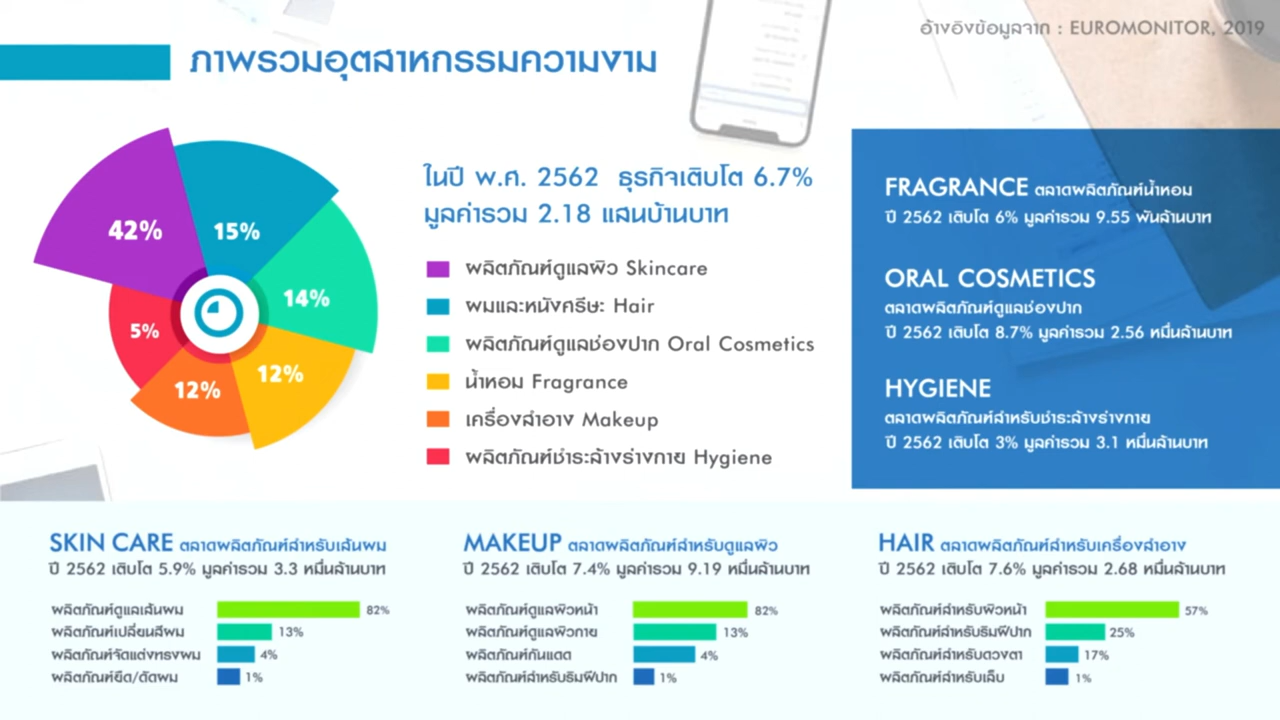 อ้างอิงข้อมูลจาก : EUROMONITOR, 2019
ภาพรวมอุตสาหกรรมความงาม
42%
15%
14%
12%
12%
5%
ในปี พ.ศ. 2562 ธุรกิจเติบโต 6.7%
มูลค่ารวม 2.18 แสนบ้านบาท
ผลิตภัณฑ์ดูแลผิว Skincare
ผมและหนังศรีษะ Hair
ผลิตภัณฑ์ดูแลช่องปาก Oral Cosmetics
น้ำหอม Fragrance
เครื่องสำอาง Makeup
ผลิตภัณฑ์ชำระล้างร่างกาย Hygiene
FRAGRANCE ตลาดผลิตภัณฑ์น้ำหอม
ปี 2562 เติบโต 6% มูลค่ารวม 9.55 พันล้านบาท
ORAL COSMETICS
ตลาดผลิตภัณฑ์ดูแลช่องปาก
ปี 2562 เติบโต 8.7% มูลค่ารวม 2.56 หมื่นล้านบาท
HYGIENE
ตลาดผลิตภัณฑ์สำหรับชำระล้างร่างกาย
ปี 2562 เติบโต 3% มูลค่ารวม 3.1 หมื่นล้านบาท
SKIN CARE ตลาดผลิตภัณฑ์สำหรับเส้นผม
ปี 2562 เติบโต 5.9% มูลค่ารวม 3.3 หมื่นล้านบาท
ผลิตภัณฑ์ดูแลเส้นผม 82%
ผลิตภัณฑ์เปลี่ยนสีผม 13%
ผลิตภัณฑ์จัดแต่งทรงผม 4%
ผลิตภัณฑ์ยืด/ดัดผม 1%
MAKEUP ตลาดผลิตภัณฑ์สำหรับดูแลผิว
ปี 2562 เติบโต 7.4% มูลค่ารวม 9.19 หมื่นล้านบาท
ผลิตภัณฑ์ดูแลผิวหน้า 82%
ผลิตภัณฑ์ดูแลผิวกาย 13%
ผลิตภัณฑ์กันแดด 4%
ผลิตภัณฑ์สำหรับริมฝีปาก 1%
HAIR ตลาดผลิตภัณฑ์สำหรับเครื่องสำอาง
ปี 2562 เติบโต 7.6% มูลค่ารวม 2.68 หมื่นล้านบาท
ผลิตภัณฑ์สำหรับผิวหน้า 57%
ผลิตภัณฑ์สำหรับริมฝีปาก 25%
ผลิตภัณฑ์สำหรับดวงตา 17%
ผลิตภัณฑ์สำหรับเล็บ 1%